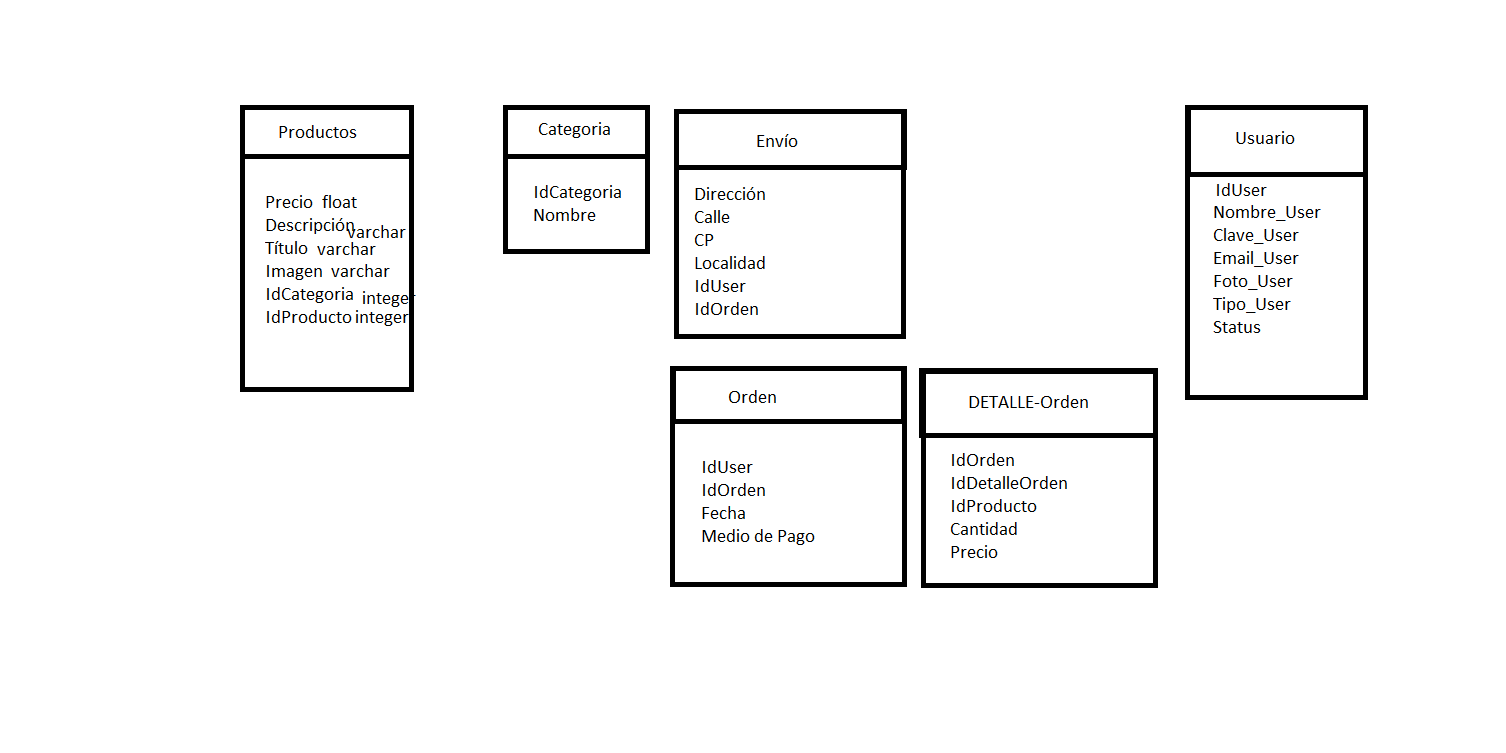 Productos
Precio float
Descripción varchar
Título varchar
Imagen varchar
IdCategoria integer
IdProducto integer
Categoria
IdCategoria
Nombre
Envío
Dirección
Calle
CP
Localidad
IdUser
IdOrden
Usuario
IdUser
Nombre_User
Clave_User
Email_User
Foto_User
Tipo_User
Status
Orden
IdUser
IdOrden
Fecha
Medio de Pago
DETALLE-Orden
IdOrden
IdDetalleOrden
IdProducto
Cantidad
Precio